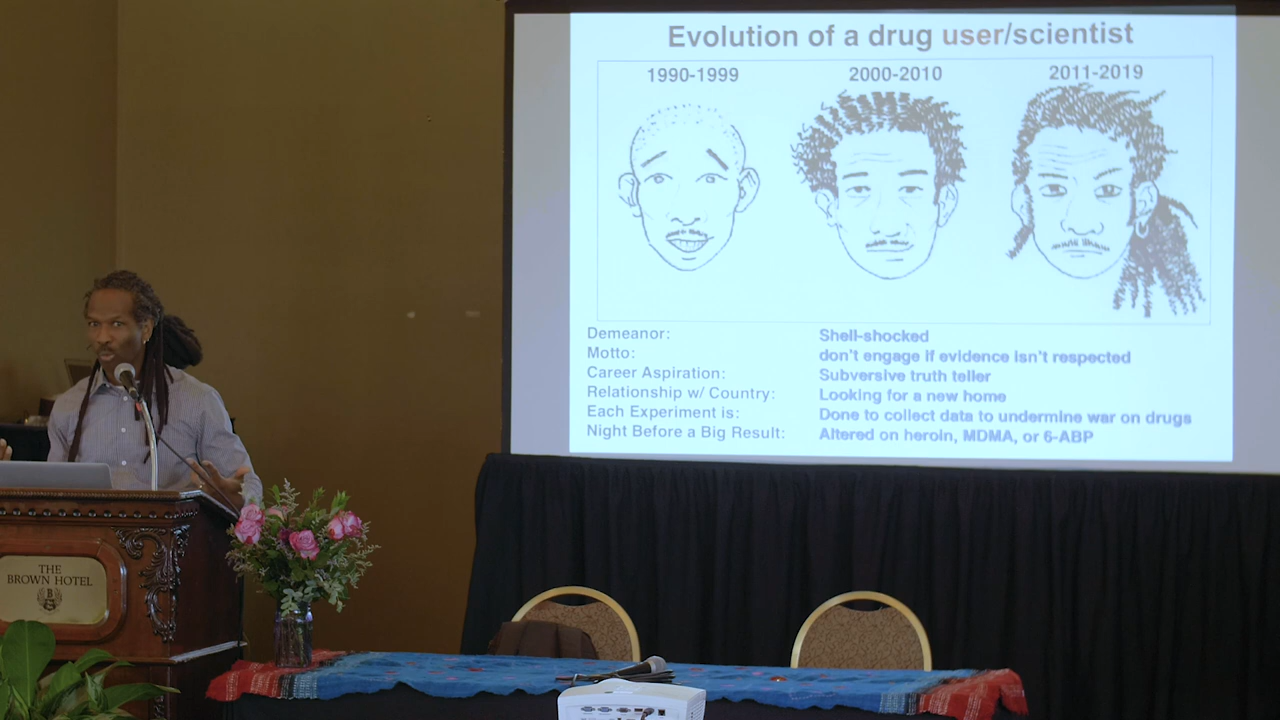 Evolution of a drug user/scientist
1990-1999 2000-2010 2011-2019
Demeanor: Shell-shocked
Motto: don't engage if evidence isn't respected
Career Aspiration: Subversive truth teller
Relationship w/ Country: Looking for a new home
Each Experiment is: Done to collect data to undermine war on drugs
Night Before a Big Result: Altered on heroin, MDMA, or 6-ABP
THE
BROWN HOTEL
B